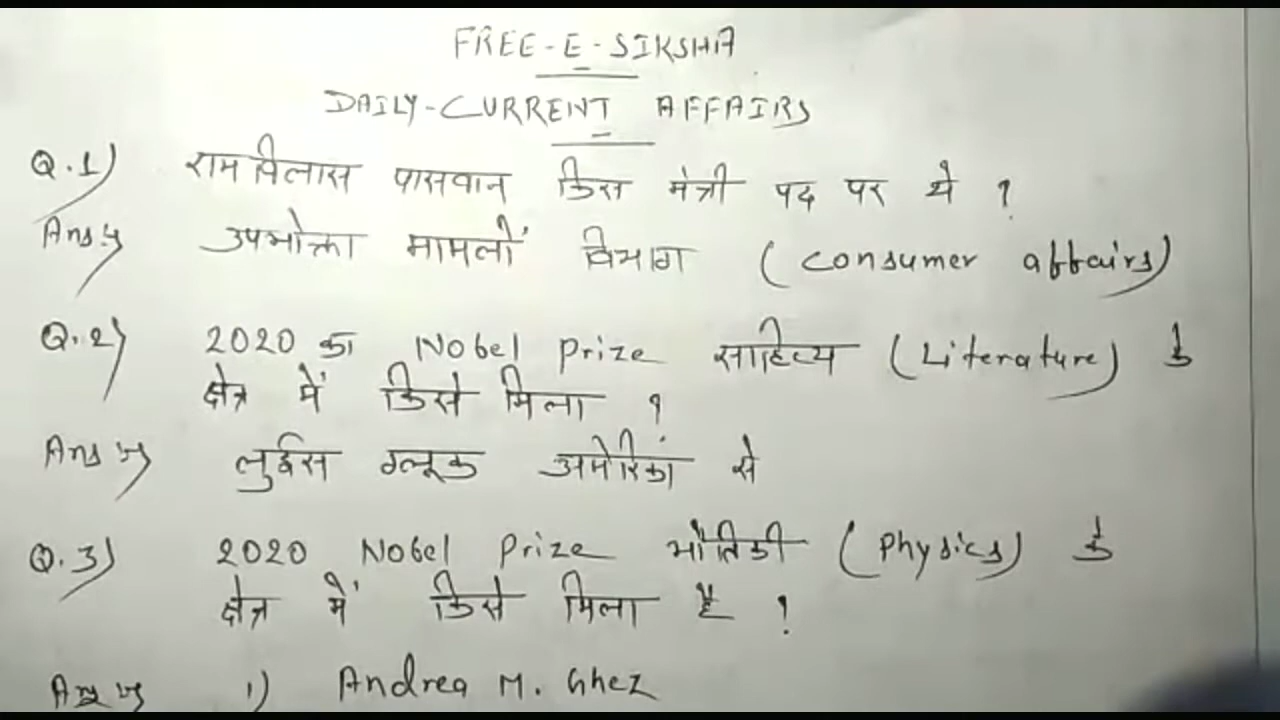 FREE-E-SIKSHA
DAILY-CURRENT AFFAIRS
Q.1) राम विलास पासवान किस मंत्री पद पर थे ?
Ans उपभोक्ता मामलों विभाग (consumer affairs)
Q.2) 2020 का Nobel Prize साहित्य (Literature) के
क्षेत्र में किसे मिला ?
Ans लुईस ग्लूक अमेरिका से
Q.3) 2020 Nobel Prize भौतिकी (Physics) के
क्षेत्र में किसे मिला है ?
Ans 1) Andrea M. Ghez